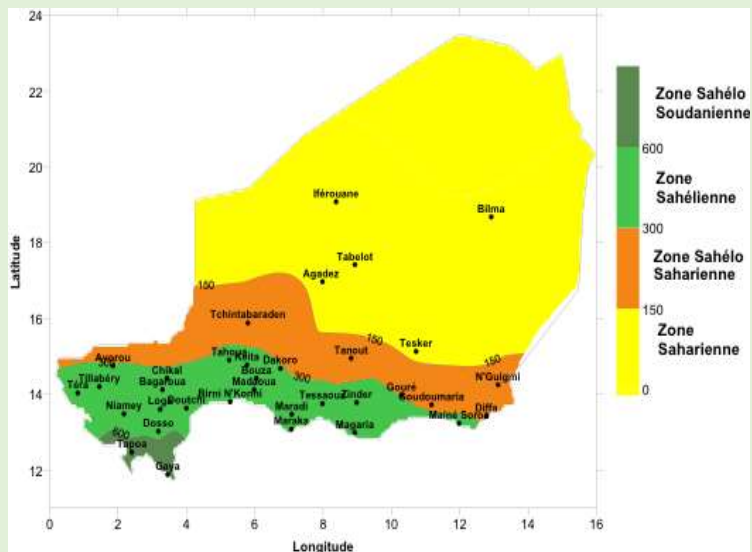 24
22
20
18
16
14
12
Latitude
0
2
4
6
8
10
12
14
16
Longitude
Iférouane
Bilma
Tabelot
Agadez
150
Tchintabaraden
150
Tanout
Tesker
150
Ayorou
300
Tahoua
Keita
Dakoro
Chikal
Bouza
300
N'Guigmi
Tillabéry
Téra
Bagaroua
Madaoua
Gouré
Loga
Doutchi
Birni N'Konni
Tessaoua
Zinder
Goudoumaria
Niamey
Maradi
Diffa
Dosso
Maraka
Magaria
Maïné Soroa
600
Tapoa
Gaya
Zone Sahélo
Soudanienne
600
Zone
Sahélienne
300
Zone Sahélo
Saharienne
150
Zone
Saharienne
0